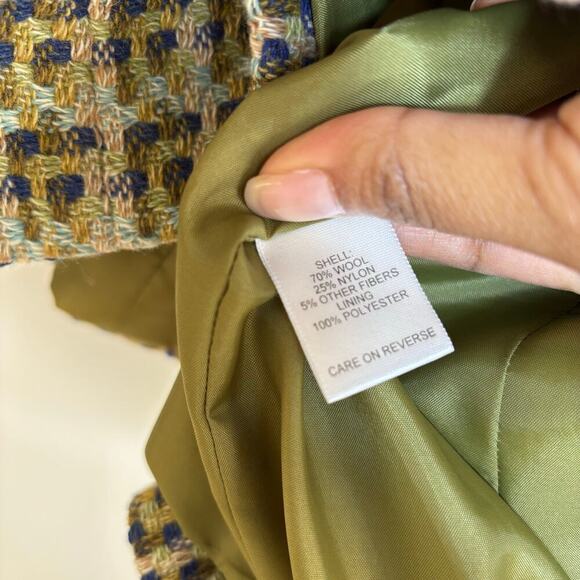 SHELL:
70% WOOL
25% NYLON
5% OTHER FIBERS
LINING
100% POLYESTER
CARE ON REVERSE